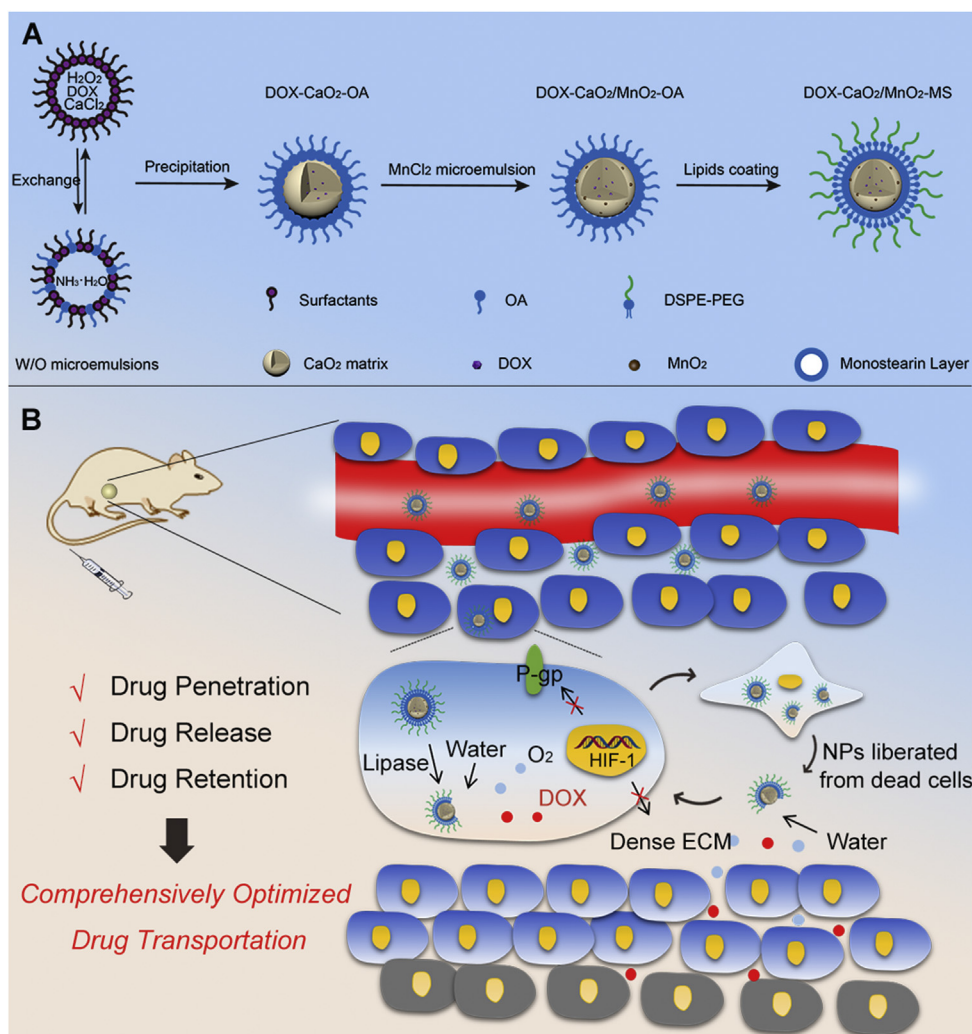 A
H₂O₂
DOX
CaCl₂
Exchange
NH₃·H₂O
W/O microemulsions
Precipitation
DOX-CaO₂-OA
MnCl₂ microemulsion
DOX-CaO₂/MnO₂-OA
Lipids coating
DOX-CaO₂/MnO₂-MS
Surfactants
OA
DSPE-PEG
CaO₂ matrix
DOX
MnO₂
Monostearin Layer
B
√ Drug Penetration
√ Drug Release
√ Drug Retention
Comprehensively Optimized
Drug Transportation
P-gp
Lipase
Water
O₂
HIF-1
DOX
NPs liberated
from dead cells
Dense ECM
Water